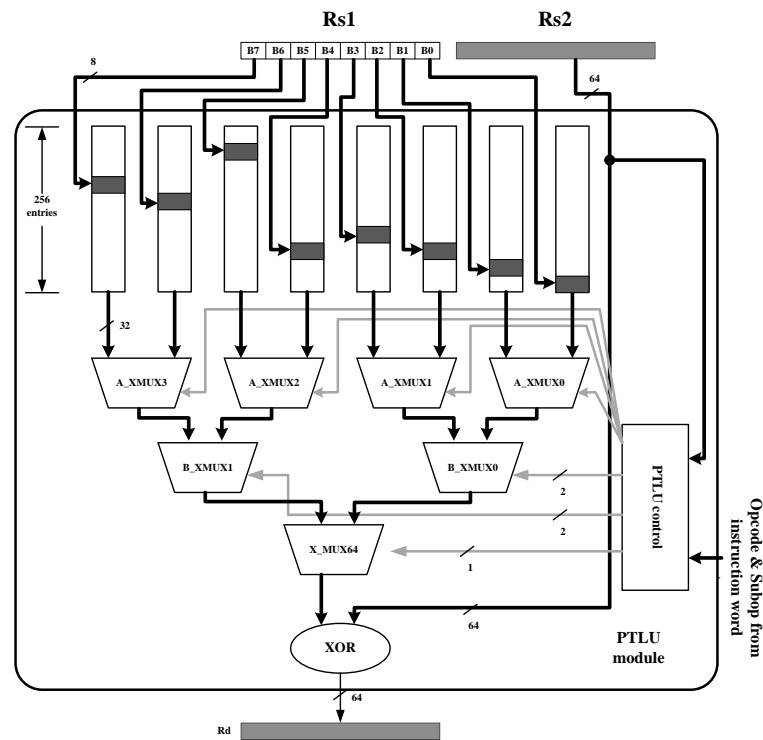 Rs1
Rs2
B7 B6 B5 B4 B3 B2 B1 B0
8
64
256
entries
32
A_XMUX3
A_XMUX2
A_XMUX1
A_XMUX0
B_XMUX1
B_XMUX0
2
2
X_MUX64
1
PTLU control
Opcode & Subop from
instruction word
64
XOR
PTLU
module
64
Rd